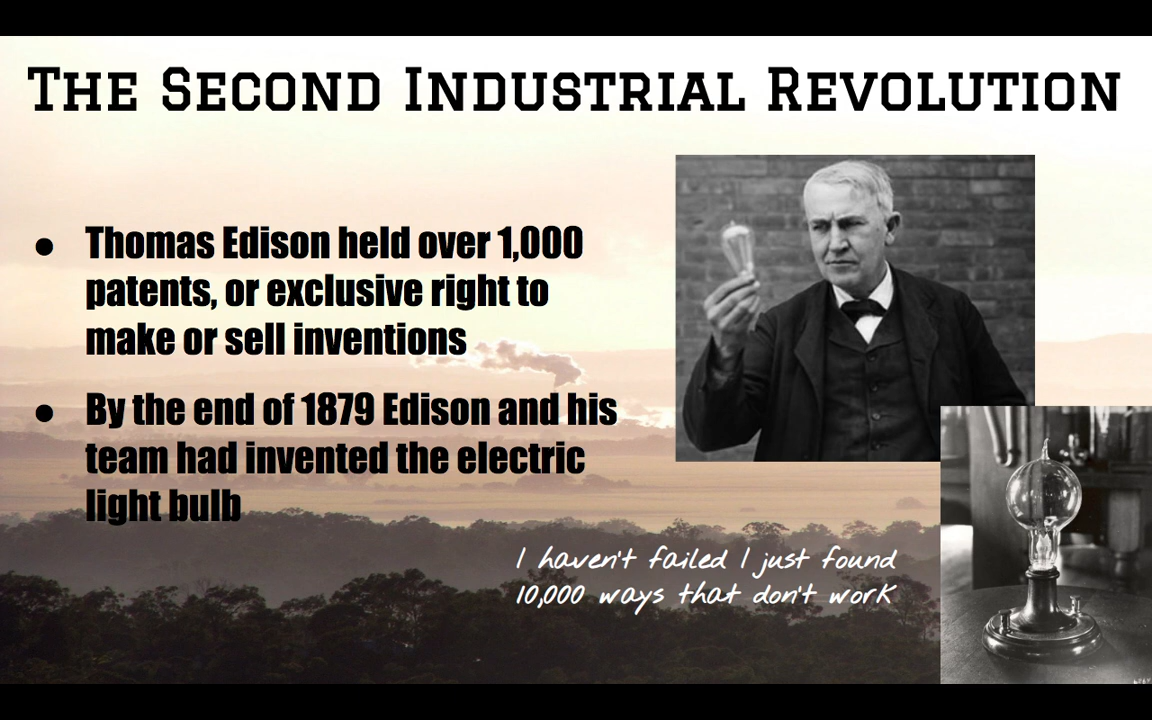 The Second Industrial Revolution
● Thomas Edison held over 1,000
patents, or exclusive right to
make or sell inventions
● By the end of 1879 Edison and his
team had invented the electric
light bulb
I haven't failed I just found
10,000 ways that don't work